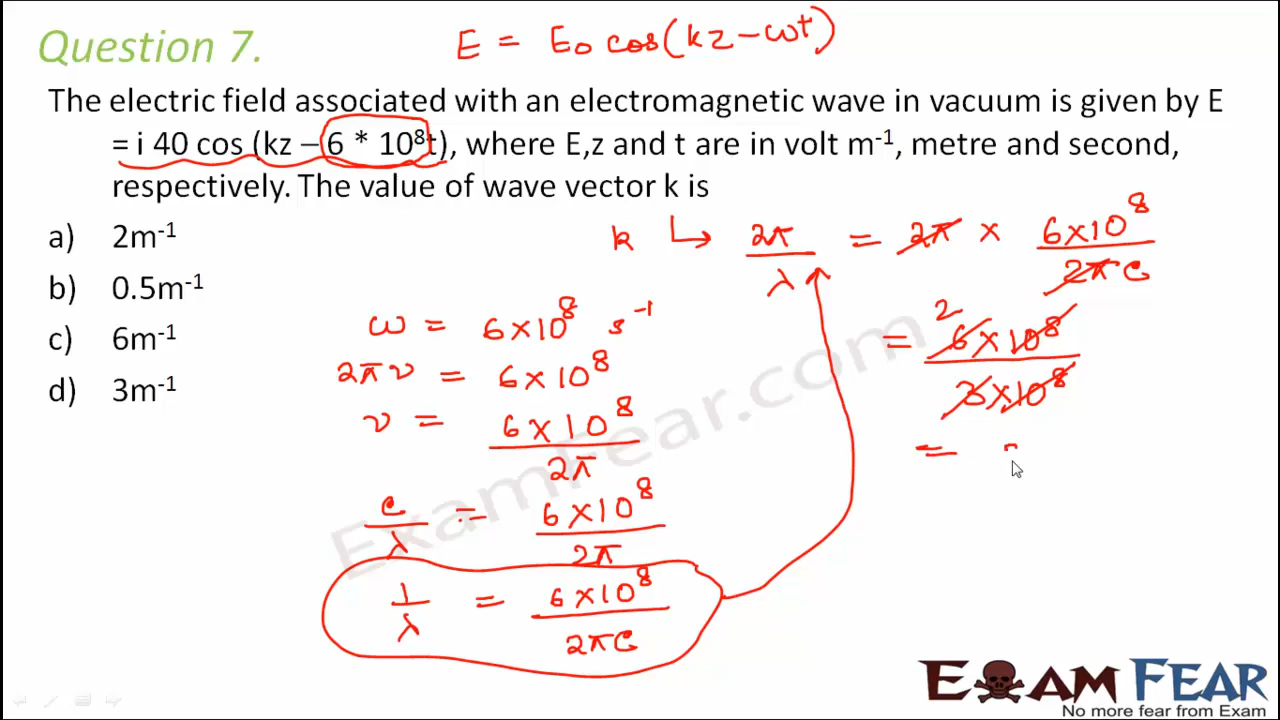 Question 7.
E = E₀ cos(kz - ωt)
The electric field associated with an electromagnetic wave in vacuum is given by E
= i 40 cos (kz – 6 * 10⁸t), where E,z and t are in volt m⁻¹, metre and second,
respectively. The value of wave vector k is
a) 2m⁻¹
b) 0.5m⁻¹
c) 6m⁻¹
d) 3m⁻¹
k ↳ 2π/λ = 2π × 6×10⁸/2πc
= 6×10⁸/3×10⁸ 2
=
ω = 6×10⁸ s⁻¹
2πν = 6×10⁸
ν = 6×10⁸/2π
c/λ = 6×10⁸/2π
1/λ = 6×10⁸/2πc
ExamFear.com
EXAM FEAR
No more fear from Exam